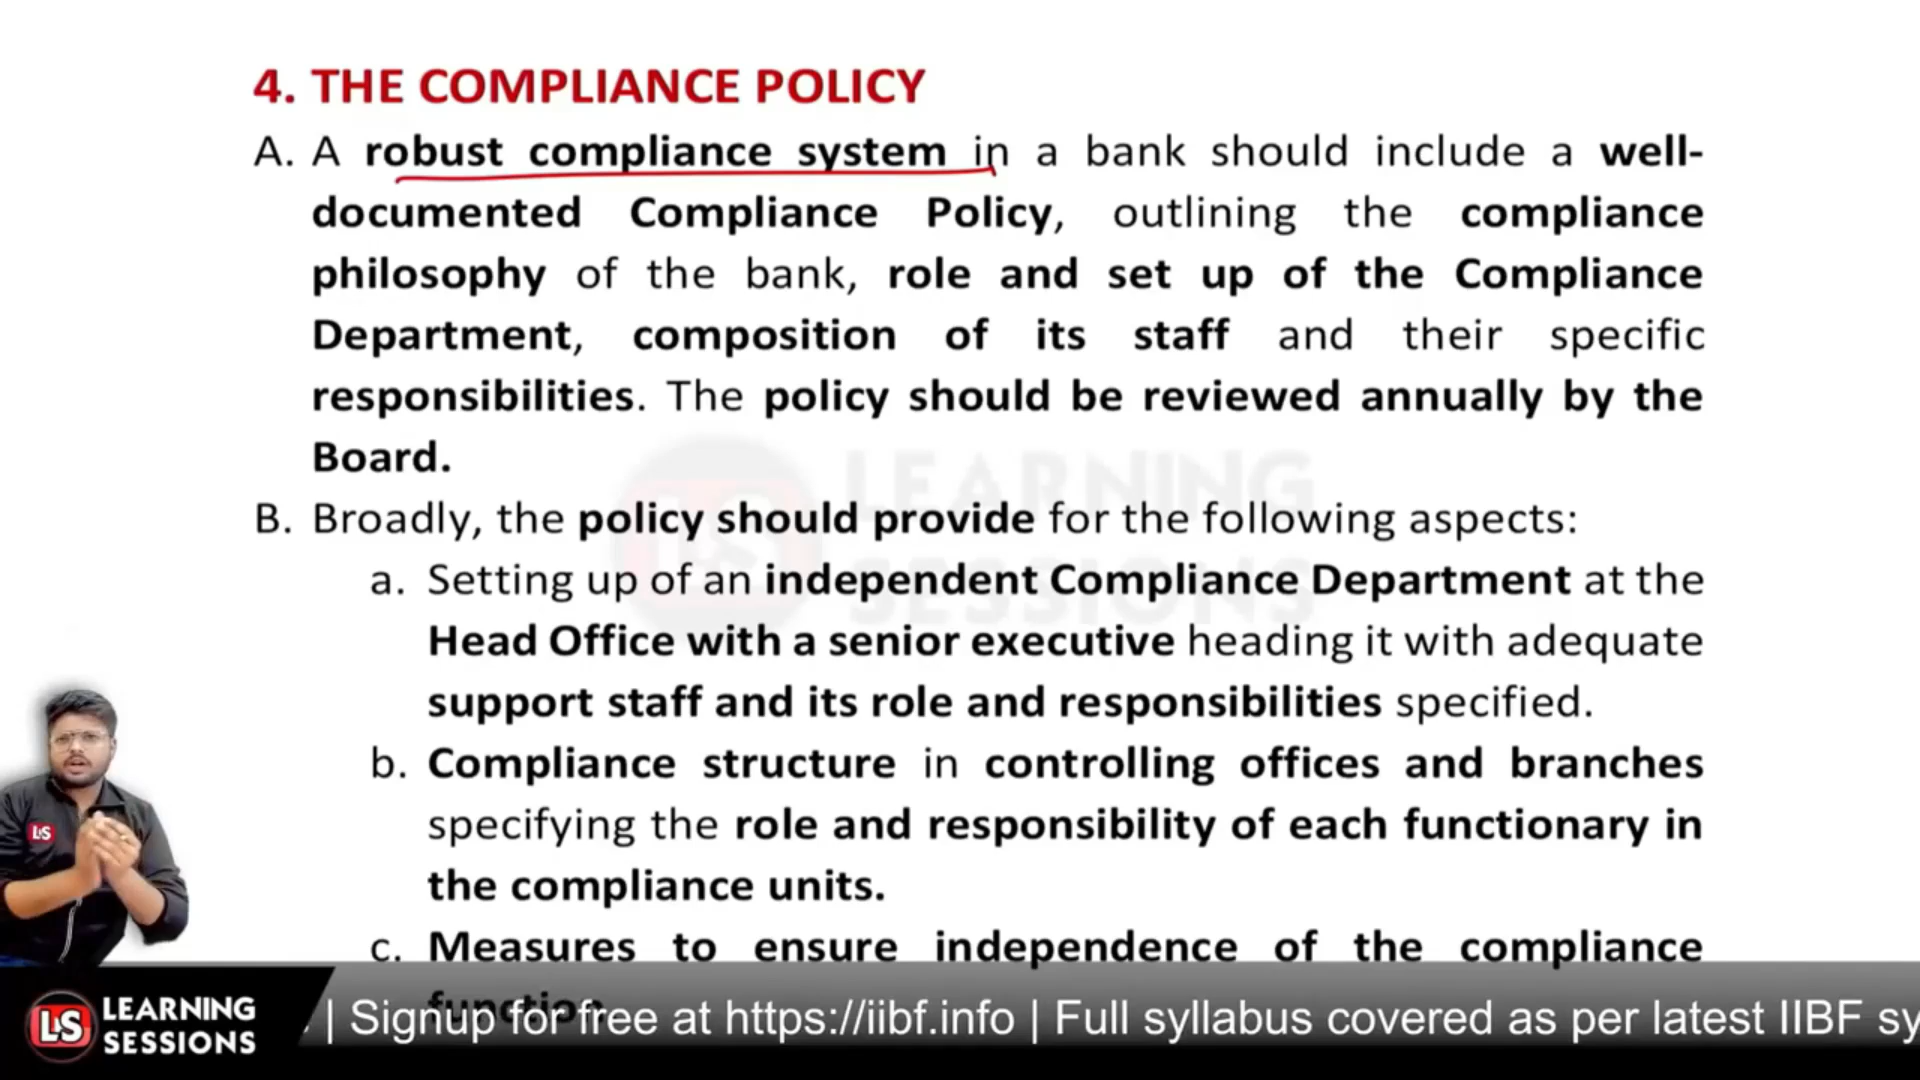 4. THE COMPLIANCE POLICY
A. A robust compliance system in a bank should include a well-
documented Compliance Policy, outlining the compliance
philosophy of the bank, role and set up of the Compliance
Department, composition of its staff and their specific
responsibilities. The policy should be reviewed annually by the
Board.
LEARNING
SESSIONS
LS
B. Broadly, the policy should provide for the following aspects:
a. Setting up of an independent Compliance Department at the
Head Office with a senior executive heading it with adequate
support staff and its role and responsibilities specified.
b. Compliance structure in controlling offices and branches
specifying the role and responsibility of each functionary in
the compliance units.
c. Measures to ensure independence of the compliance
function.
LS
LS LEARNING
SESSIONS
| Signup for free at https://iibf.info | Full syllabus covered as per latest IIBF sy